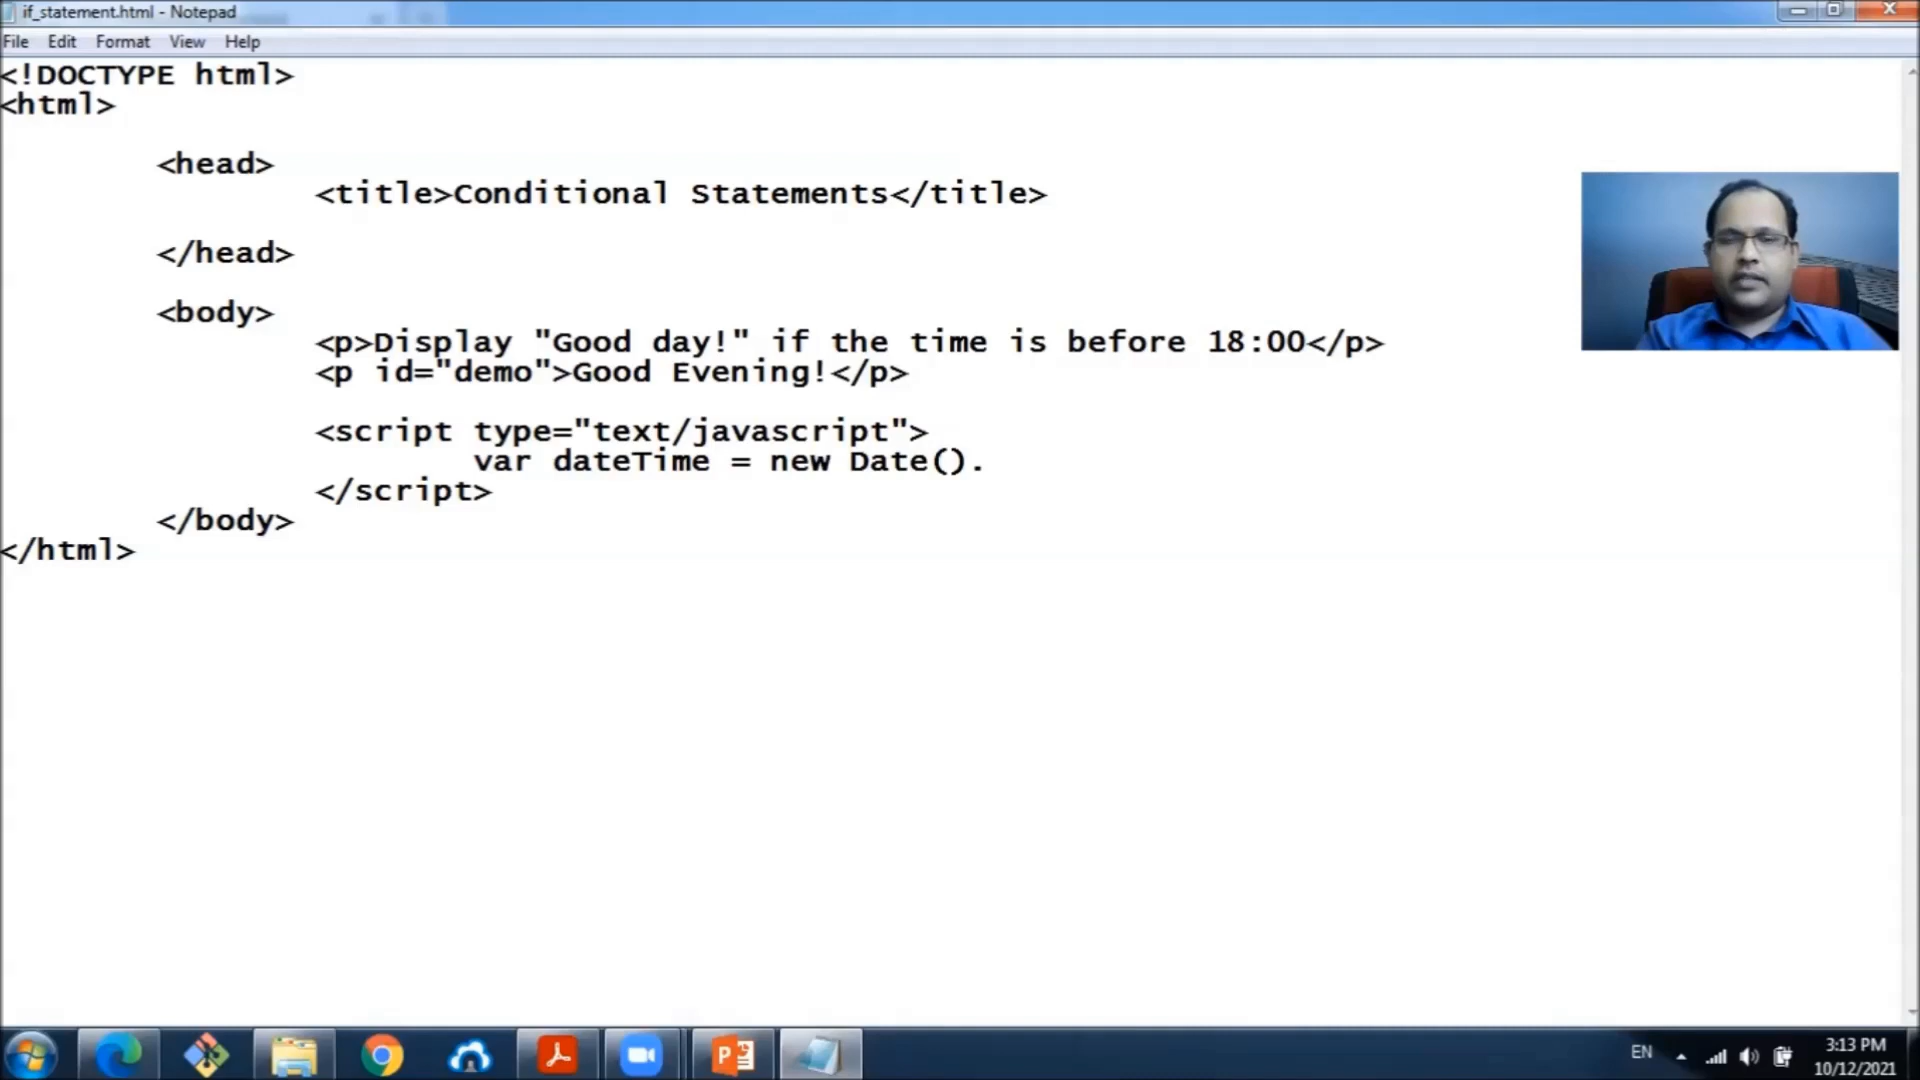 if_statement.html - Notepad
File Edit Format View Help
<!DOCTYPE html>
<html>
<head>
<title>Conditional Statements</title>
</head>
<body>
<p>Display "Good day!" if the time is before 18:00</p>
<p id="demo">Good Evening!</p>
<script type="text/javascript">
var dateTime = new Date().
</script>
</body>
</html>
EN
3:13 PM
10/12/2021